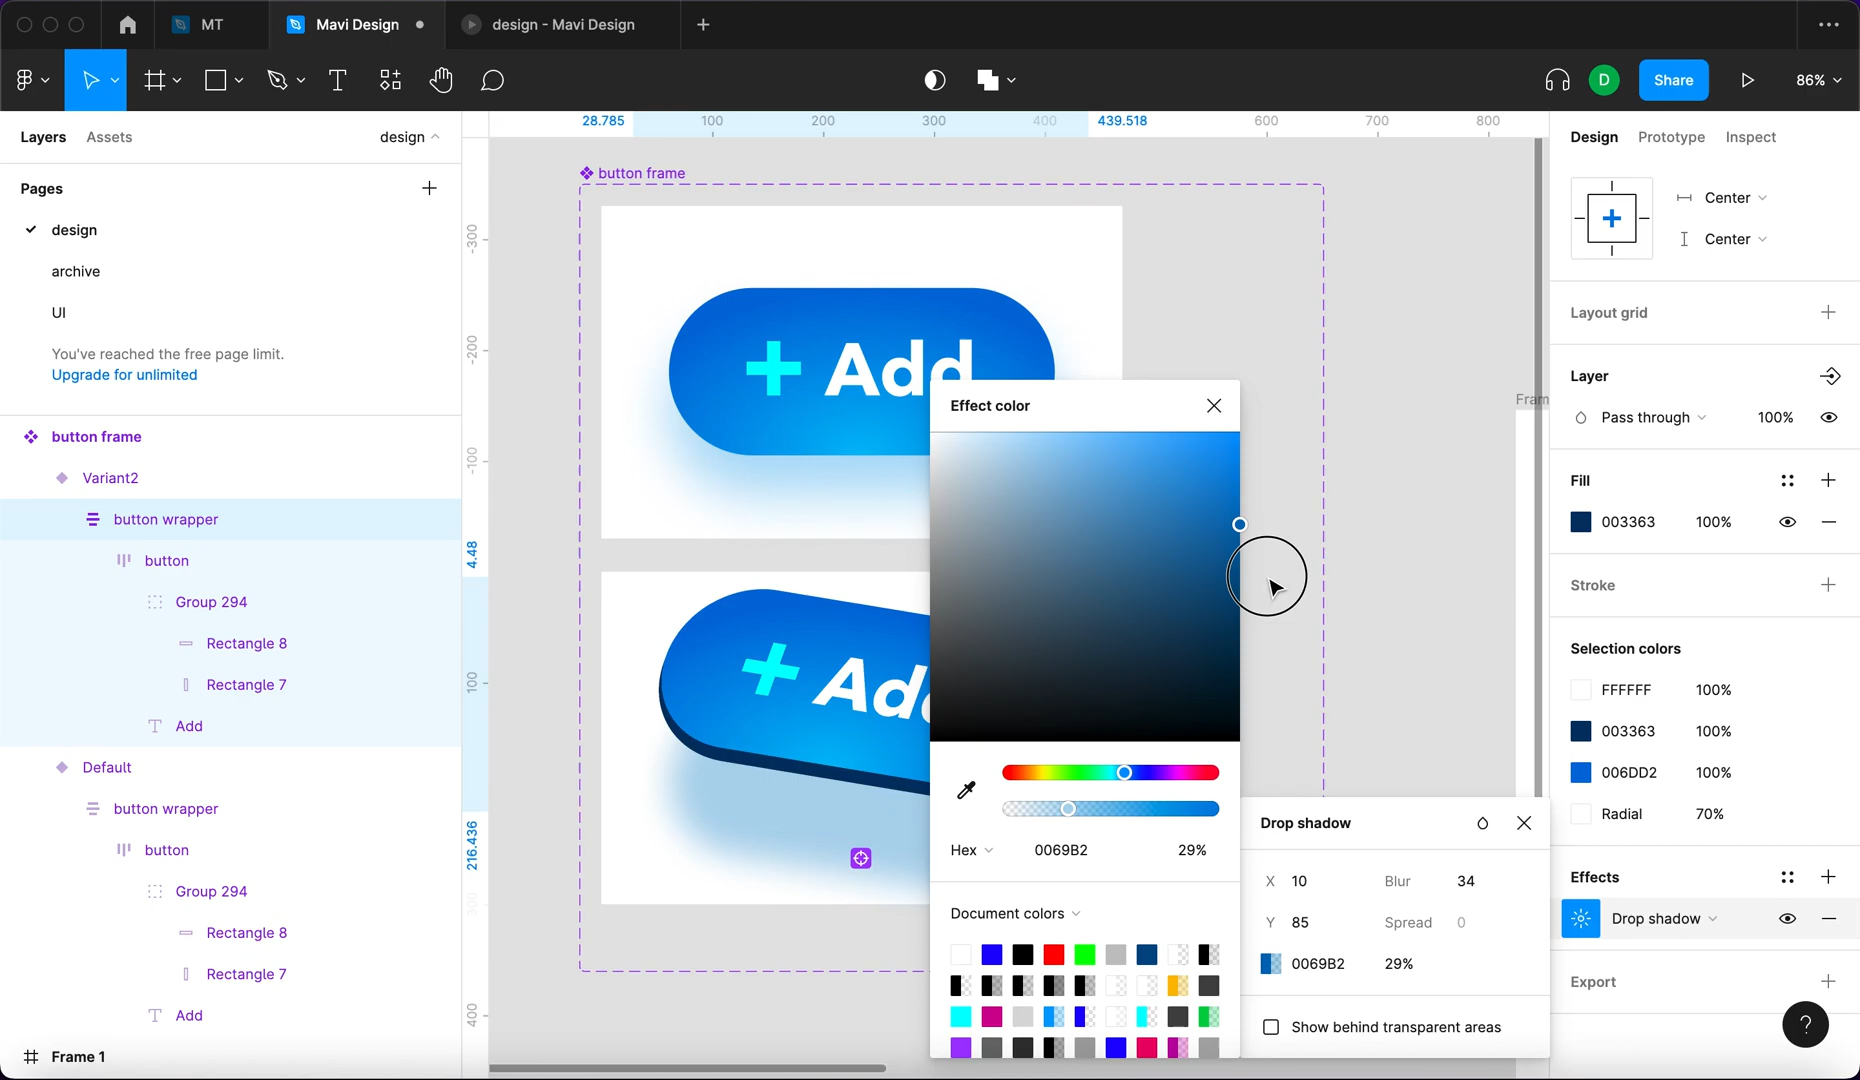 MT
Mavi Design
design - Mavi Design
D
Share
86%
Layers
Assets
design
28.785
100
200
300
400
439.518
600
700
800
Design
Prototype
Inspect
Pages
design
archive
UI
You've reached the free page limit.
Upgrade for unlimited
button frame
Variant2
button wrapper
button
Group 294
Rectangle 8
Rectangle 7
Add
Default
button wrapper
button
Group 294
Rectangle 8
Rectangle 7
Add
Frame 1
-300
-200
-100
4.48
100
216.436
300
400
button frame
Add
Add
Fram
Effect color
Hex
0069B2
29%
Document colors
Drop shadow
X 10
Blur 34
Y 85
Spread 0
0069B2
29%
Show behind transparent areas
Center
Center
Layout grid
Layer
Pass through
100%
Fill
003363
100%
Stroke
Selection colors
FFFFFF 100%
003363 100%
006DD2 100%
Radial 70%
Effects
Drop shadow
Export
?